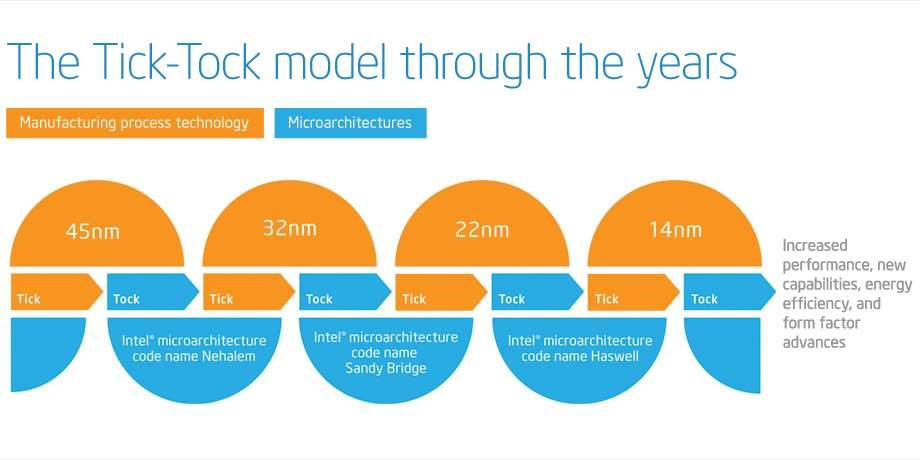 The Tick-Tock model through the years
Manufacturing process technology
Microarchitectures
45nm
32nm
22nm
14nm
Tick
Tock
Tick
Tock
Tick
Tock
Tick
Tock
Intel® microarchitecture
code name Nehalem
Intel® microarchitecture
code name
Sandy Bridge
Intel® microarchitecture
code name Haswell
Increased
performance, new
capabilities, energy
efficiency, and
form factor
advances